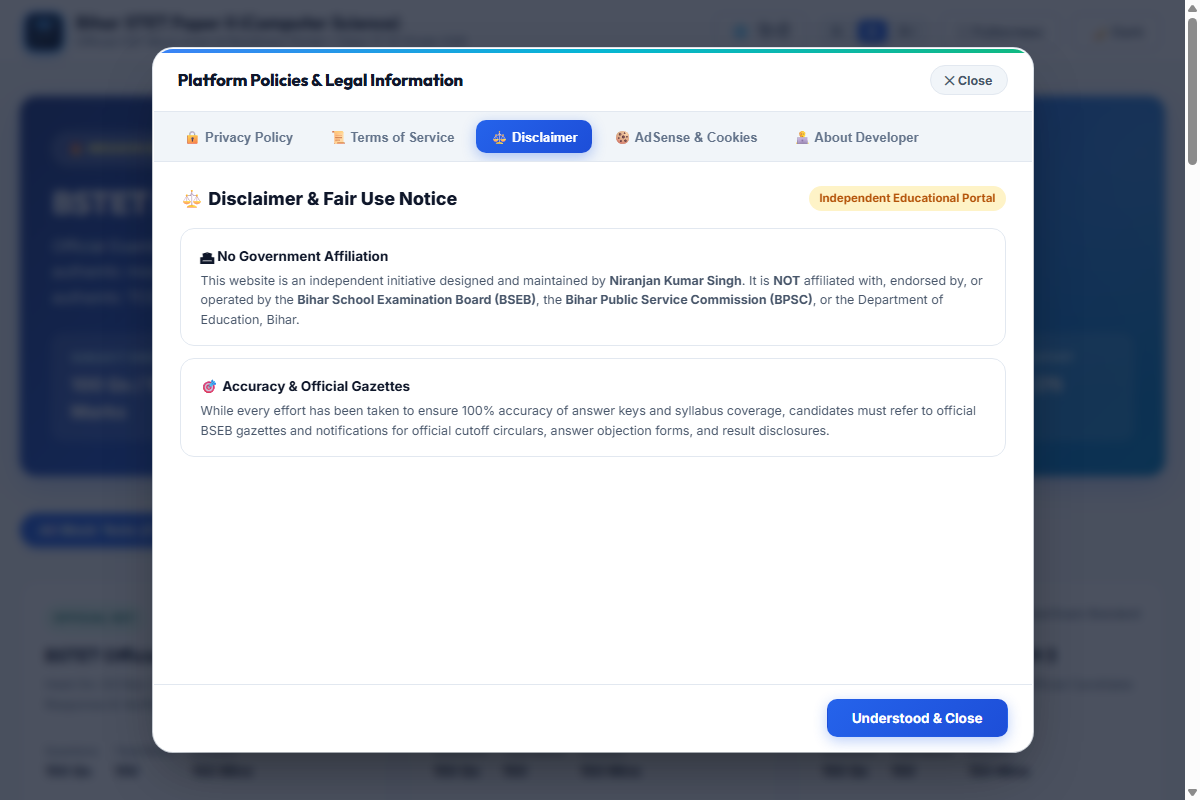 Platform Policies & Legal Information
Close
Privacy Policy
Terms of Service
Disclaimer
AdSense & Cookies
About Developer
Disclaimer & Fair Use Notice
Independent Educational Portal
No Government Affiliation
This website is an independent initiative designed and maintained by Niranjan Kumar Singh. It is NOT affiliated with, endorsed by, or
operated by the Bihar School Examination Board (BSEB), the Bihar Public Service Commission (BPSC), or the Department of
Education, Bihar.
Accuracy & Official Gazettes
While every effort has been taken to ensure 100% accuracy of answer keys and syllabus coverage, candidates must refer to official
BSEB gazettes and notifications for official cutoff circulars, answer objection forms, and result disclosures.
Understood & Close